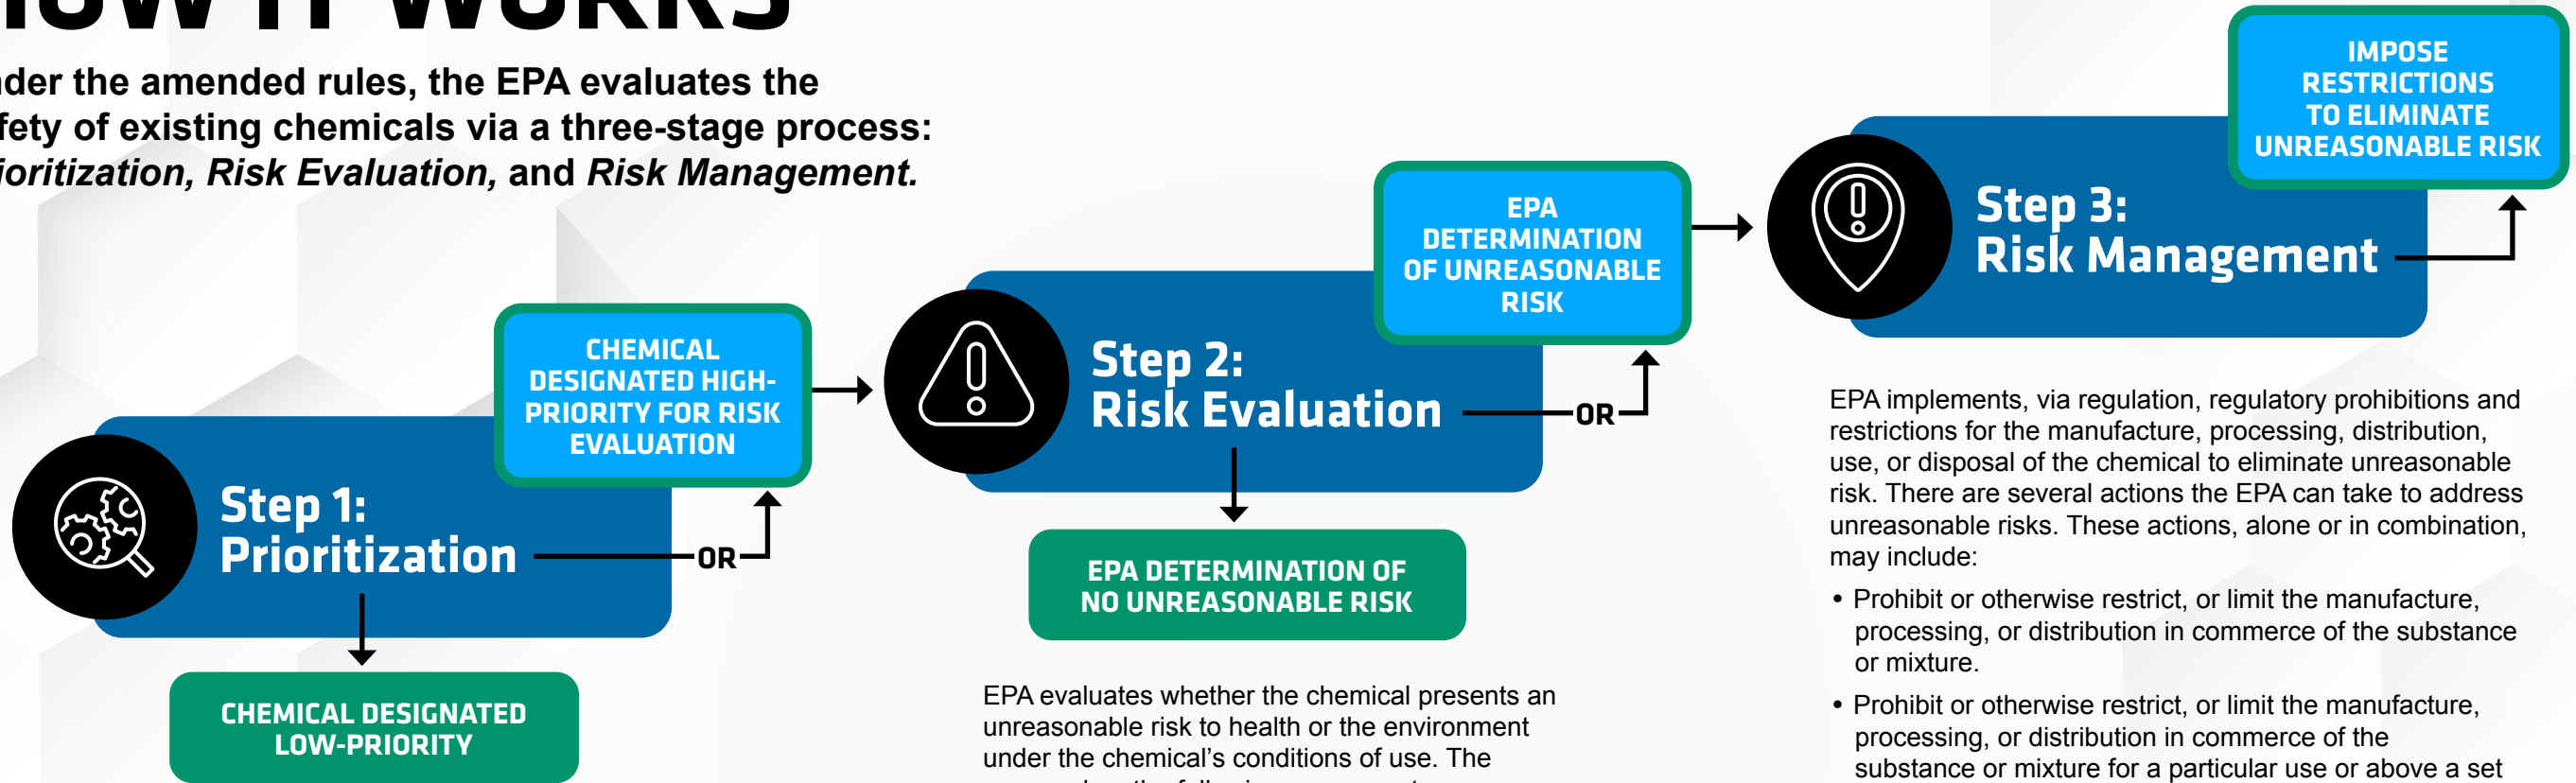 HOW IT WORKS
Under the amended rules, the EPA evaluates the
safety of existing chemicals via a three-stage process:
Prioritization, Risk Evaluation, and Risk Management.
Step 1:
Prioritization
OR
CHEMICAL
DESIGNATED HIGH-
PRIORITY FOR RISK
EVALUATION
CHEMICAL DESIGNATED
LOW-PRIORITY
Step 2:
Risk Evaluation
OR
EPA
DETERMINATION
OF UNREASONABLE
RISK
EPA DETERMINATION OF
NO UNREASONABLE RISK
EPA evaluates whether the chemical presents an
unreasonable risk to health or the environment
under the chemical’s conditions of use. The
Step 3:
Risk Management
IMPOSE
RESTRICTIONS
TO ELIMINATE
UNREASONABLE RISK
EPA implements, via regulation, regulatory prohibitions and
restrictions for the manufacture, processing, distribution,
use, or disposal of the chemical to eliminate unreasonable
risk. There are several actions the EPA can take to address
unreasonable risks. These actions, alone or in combination,
may include:
• Prohibit or otherwise restrict, or limit the manufacture,
processing, or distribution in commerce of the substance
or mixture.
• Prohibit or otherwise restrict, or limit the manufacture,
processing, or distribution in commerce of the
substance or mixture for a particular use or above a set